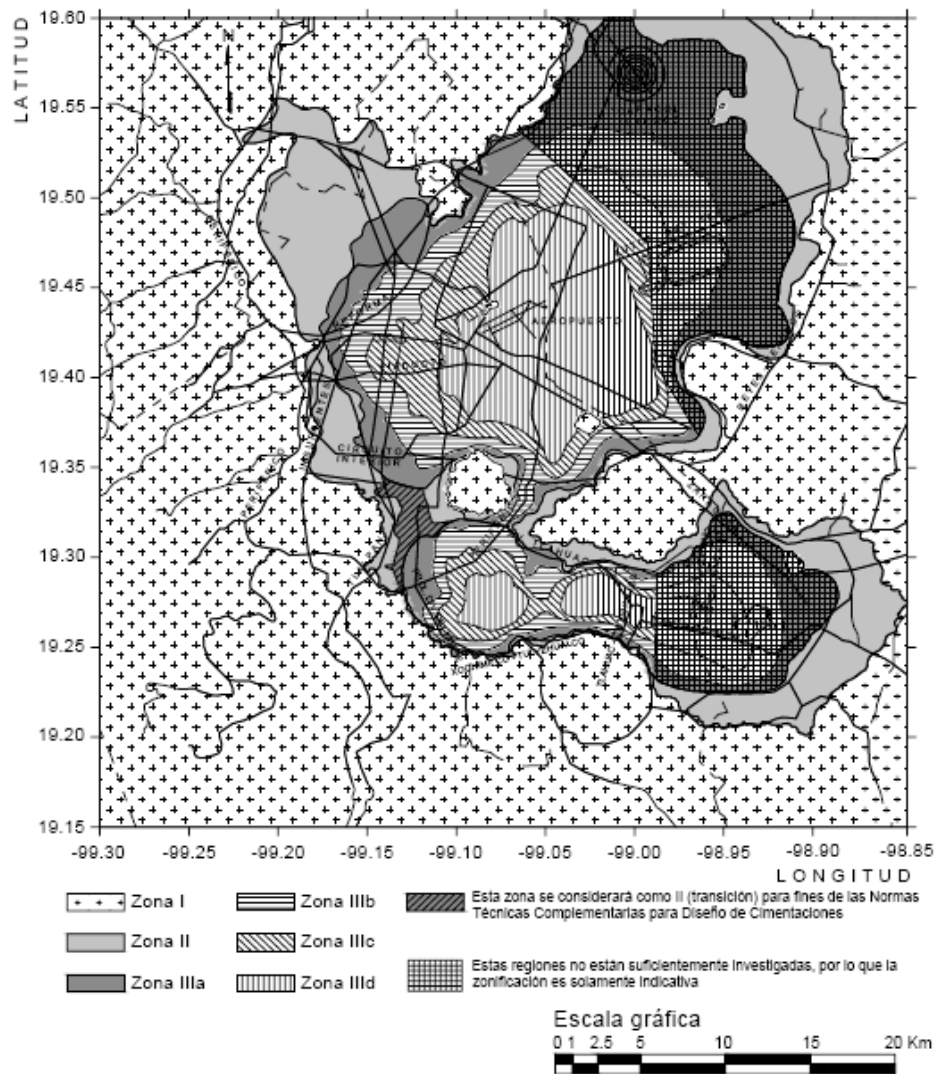 LATITUD
19.60
N
19.55
19.50
19.45
19.40
19.35
19.30
19.25
19.20
19.15
AEROPUERTO
CIRCUITO
INTERIOR
-99.30
-99.25
-99.20
-99.15
-99.10
-99.05
-99.00
-98.95
-98.90
-98.85
LONGITUD
Zona I
Zona II
Zona IIIa
Zona IIIb
Zona IIIc
Zona IIId
Esta zona se considerará como II (transición) para fines de las Normas
Técnicas Complementarias para Diseño de Cimentaciones
Estas regiones no están suficientemente investigadas, por lo que la
zonificación es solamente indicativa
Escala gráfica
0 1 2.5 5 10 15 20 Km